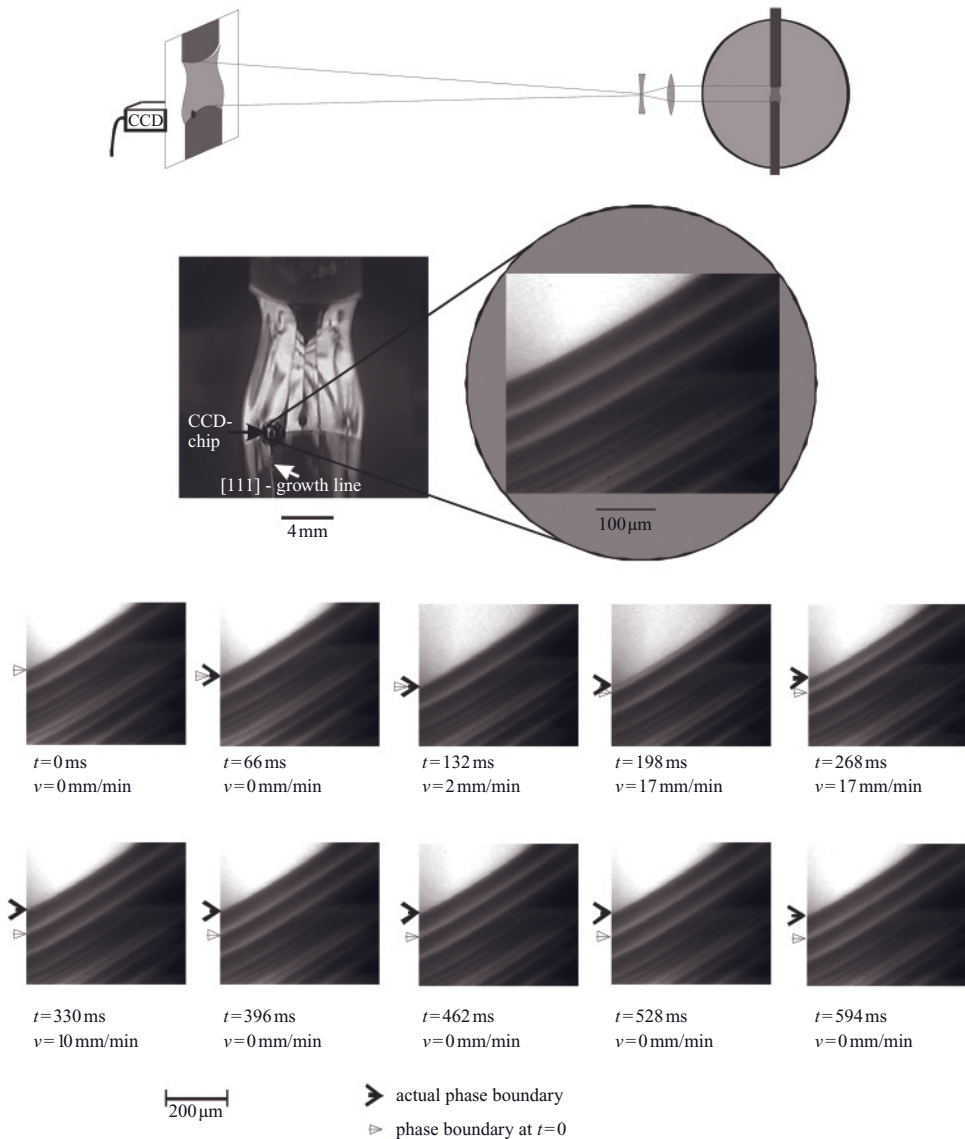 CCD
CCD-
chip
[111] - growth line
4 mm
100 µm
t=0 ms
v=0 mm/min
t=66 ms
v=0 mm/min
t=132 ms
v=2 mm/min
t=198 ms
v=17 mm/min
t=268 ms
v=17 mm/min
t=330 ms
v=10 mm/min
t=396 ms
v=0 mm/min
t=462 ms
v=0 mm/min
t=528 ms
v=0 mm/min
t=594 ms
v=0 mm/min
200 µm
actual phase boundary
phase boundary at t=0